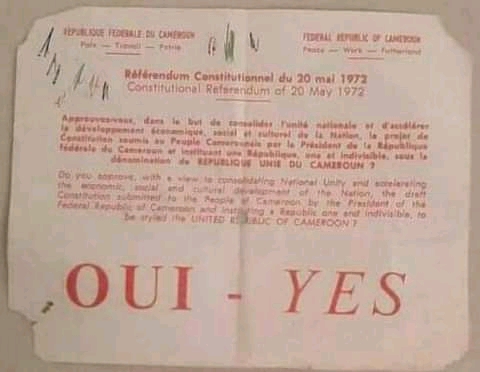 RÉPUBLIQUE FEDERALE DU CAMEROUN
Paix — Travail — Patrie
FEDERAL REPUBLIC OF CAMEROON
Peace — Work — Fatherland
Référendum Constitutionnel du 20 mai 1972
Constitutional Referendum of 20 May 1972
Approuvez-vous, dans le but de consolider l'unité nationale et d'accélérer
le développement économique, social et culturel de la Nation, le projet de
Constitution soumis au Peuple Camerounais par le Président de la République
fédérale du Cameroun et instituant une République, une et indivisible, sous la
dénomination de REPUBLIQUE UNIE DU CAMEROUN ?
Do you approve, with a view to consolidating National Unity and accelerating
the economic, social and cultural development of the Nation, the draft
Constitution submitted to the People of Cameroon by the President of the
Federal Republic of Cameroon and instituting a Republic one and indivisible, to
be styled the UNITED REPUBLIC OF CAMEROON ?
OUI - YES